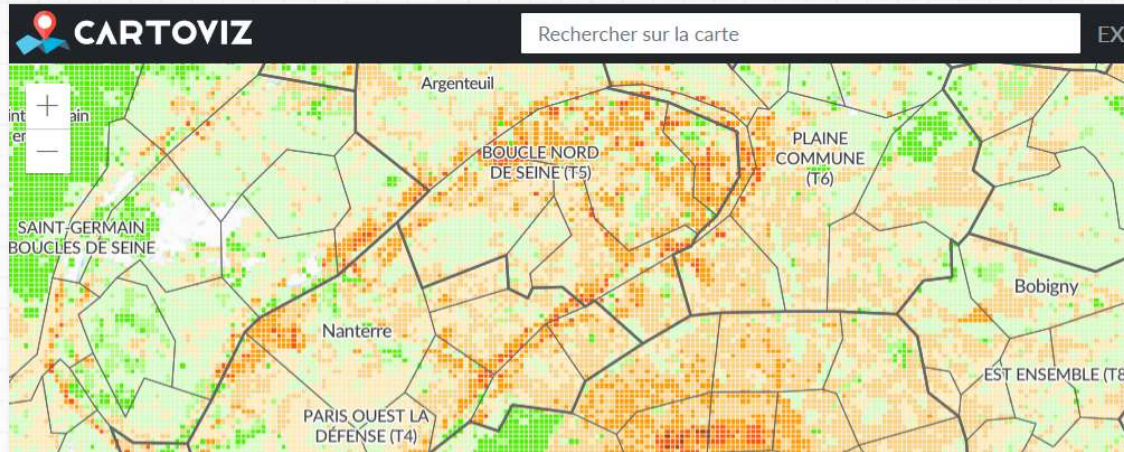 CARTOVIZ
Rechercher sur la carte
EX
Argenteuil
BOUCLE NORD
DE SEINE (T5)
PLAINE
COMMUNE
(T6)
SAINT-GERMAIN
BOUCLES DE SEINE
Bobigny
Nanterre
EST ENSEMBLE (T8
PARIS OUEST LA
DÉFENSE (T4)